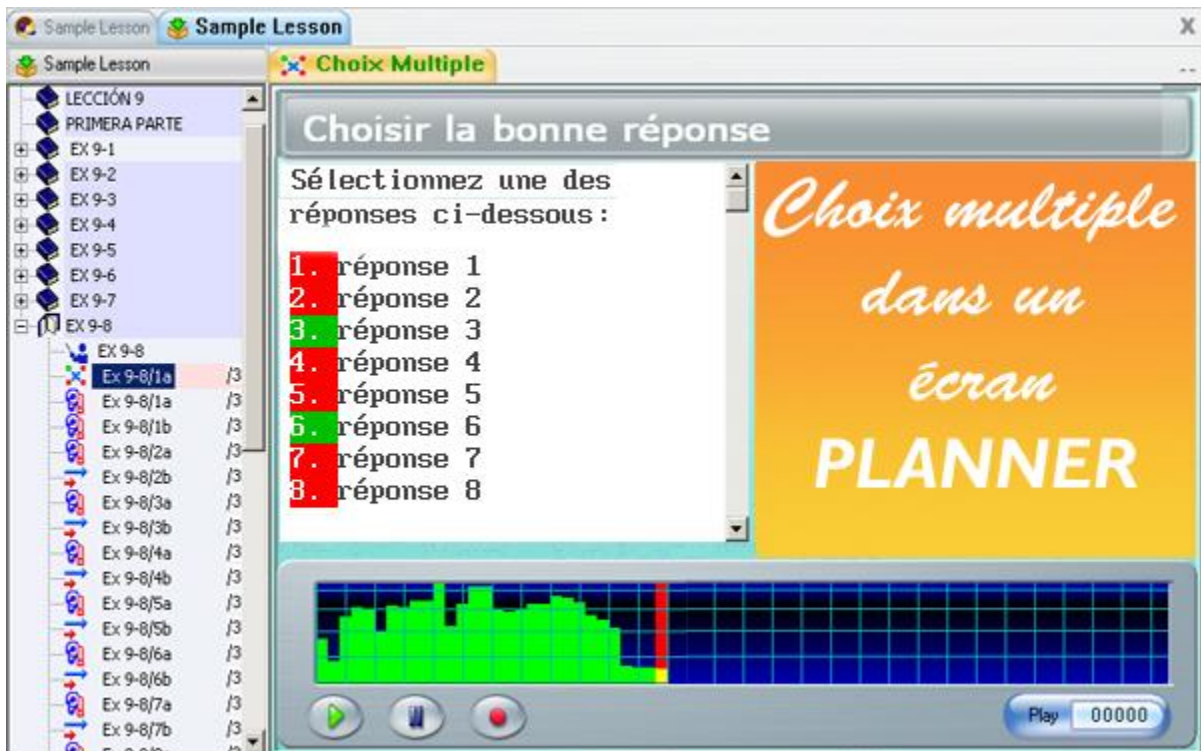 Sample Lesson
Sample Lesson
Sample Lesson
LECCIÓN 9
PRIMERA PARTE
EX 9-1
EX 9-2
EX 9-3
EX 9-4
EX 9-5
EX 9-6
EX 9-7
EX 9-8
EX 9-8
Ex 9-8/1a /3
Ex 9-8/1a /3
Ex 9-8/1b /3
Ex 9-8/2a /3
Ex 9-8/2b /3
Ex 9-8/3a /3
Ex 9-8/3b /3
Ex 9-8/4a /3
Ex 9-8/4b /3
Ex 9-8/5a /3
Ex 9-8/5b /3
Ex 9-8/6a /3
Ex 9-8/6b /3
Ex 9-8/7a /3
Ex 9-8/7b /3
Choix Multiple
Choisir la bonne réponse
Sélectionnez une des
réponses ci-dessous:
1. réponse 1
2. réponse 2
3. réponse 3
4. réponse 4
5. réponse 5
6. réponse 6
7. réponse 7
8. réponse 8
Choix multiple
dans un
écran
PLANNER
Play 00000